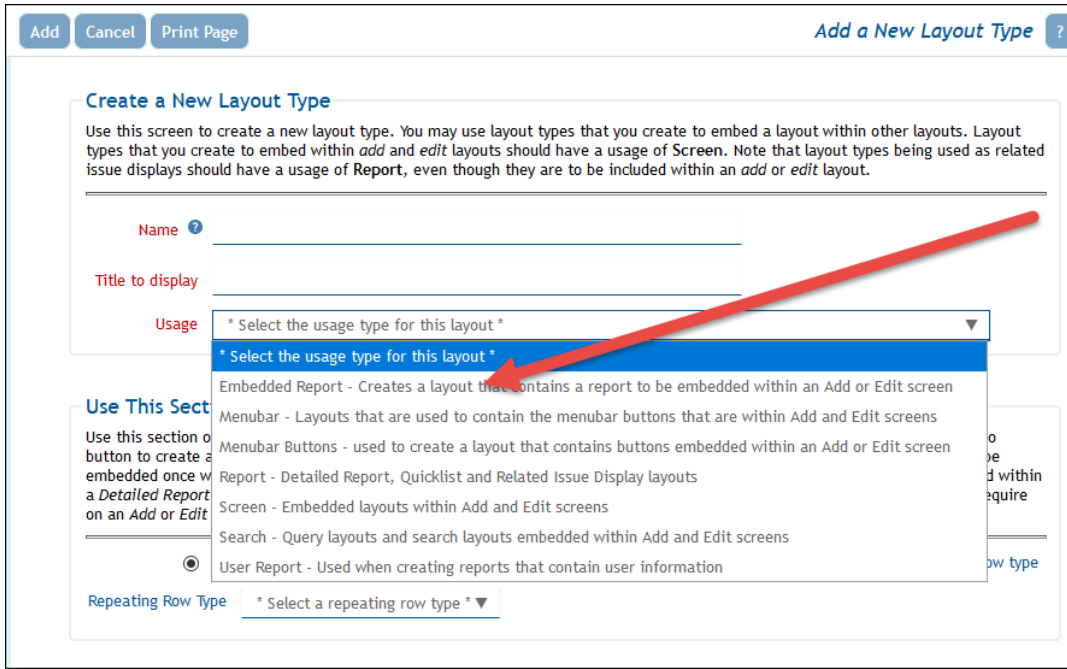 Add Cancel Print Page Add a New Layout Type ?
Create a New Layout Type
Use this screen to create a new layout type. You may use layout types that you create to embed a layout within other layouts. Layout
types that you create to embed within add and edit layouts should have a usage of Screen. Note that layout types being used as related
issue displays should have a usage of Report, even though they are to be included within an add or edit layout.
Name ?
Title to display
Usage * Select the usage type for this layout * ▼
* Select the usage type for this layout *
Embedded Report - Creates a layout that contains a report to be embedded within an Add or Edit screen
Menubar - Layouts that are used to contain the menubar buttons that are within Add and Edit screens
Menubar Buttons - used to create a layout that contains buttons embedded within an Add or Edit screen
Report - Detailed Report, Quicklist and Related Issue Display layouts
Screen - Embedded layouts within Add and Edit screens
Search - Query layouts and search layouts embedded within Add and Edit screens
User Report - Used when creating reports that contain user information
Use This Sect
Use this section o
button to create a
embedded once w d within
a Detailed Report equire
on an Add or Edit
ow type
Repeating Row Type * Select a repeating row type * ▼